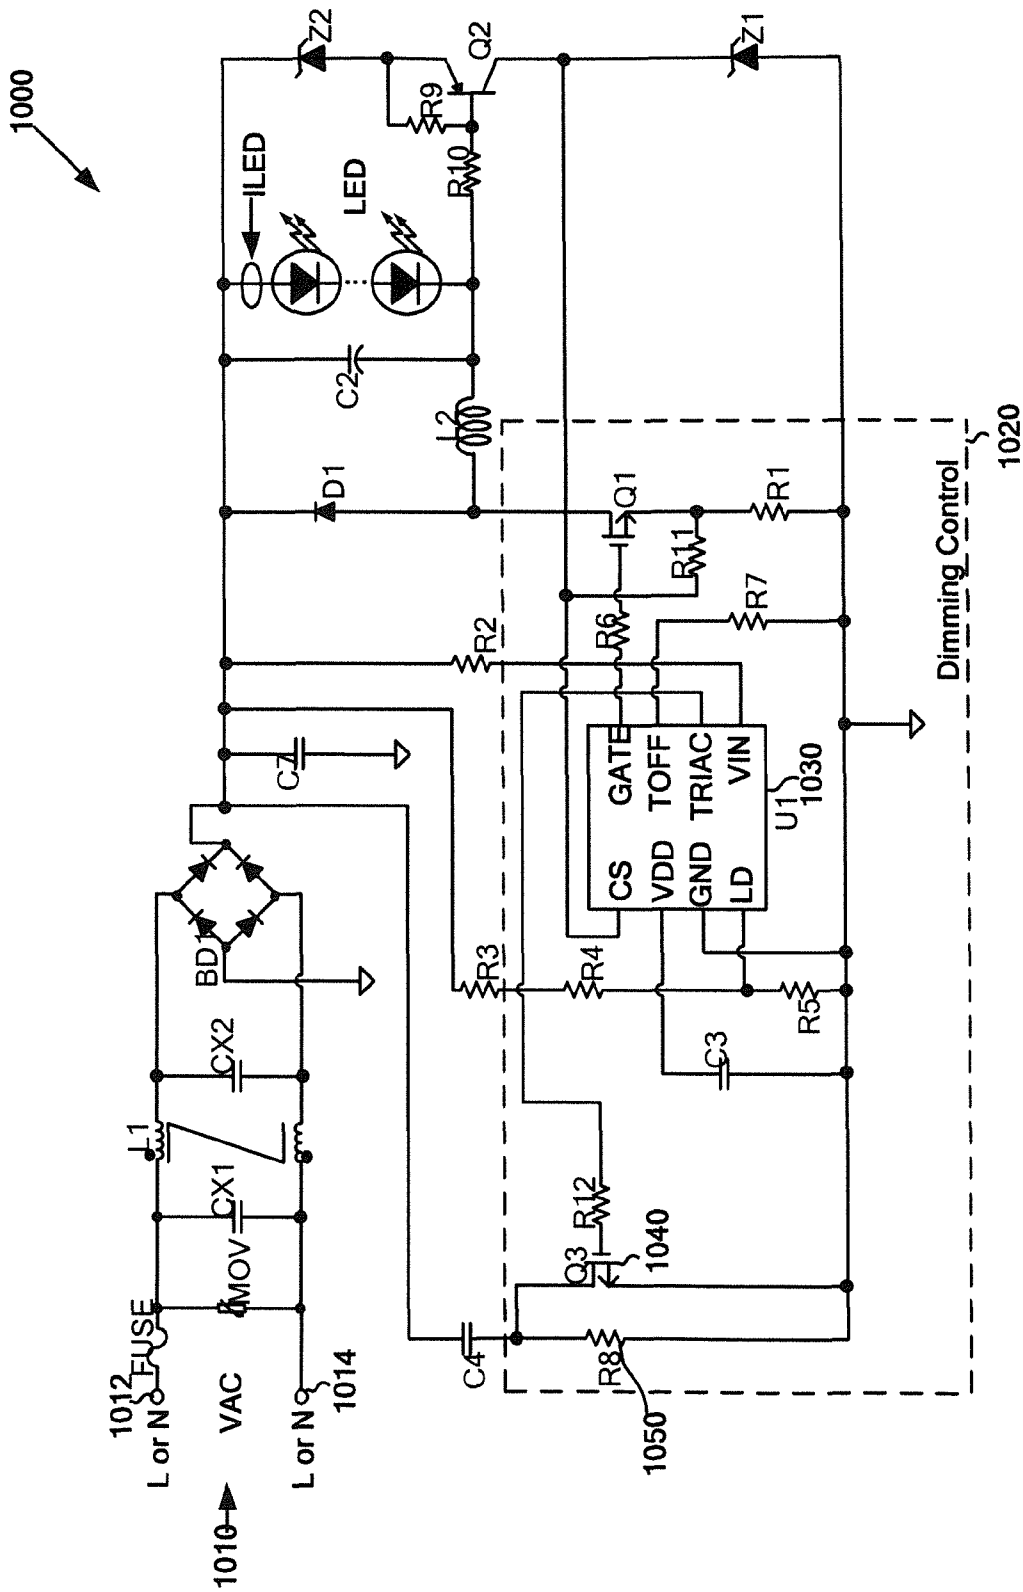 1000
1010
VAC
L or N
1012
L or N
1014
FUSE
MOV
CX1
L1
CX2
BD1
C7
R2
D1
L2
C2
ILED
LED
R10
R9
Z2
Q2
Z1
C4
R8
1050
Q3
1040
R12
C3
R3
R4
R5
CS
VDD
GND
LD
GATE
TOFF
TRIAC
VIN
U1
1030
R6
R7
R11
Q1
R1
Dimming Control
1020